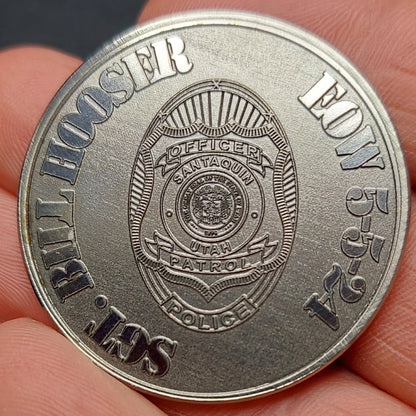 SGT. BILL HOOSER
EOW 5-5-24
OFFICER
SANTAQUIN
UTAH
PATROL
POLICE